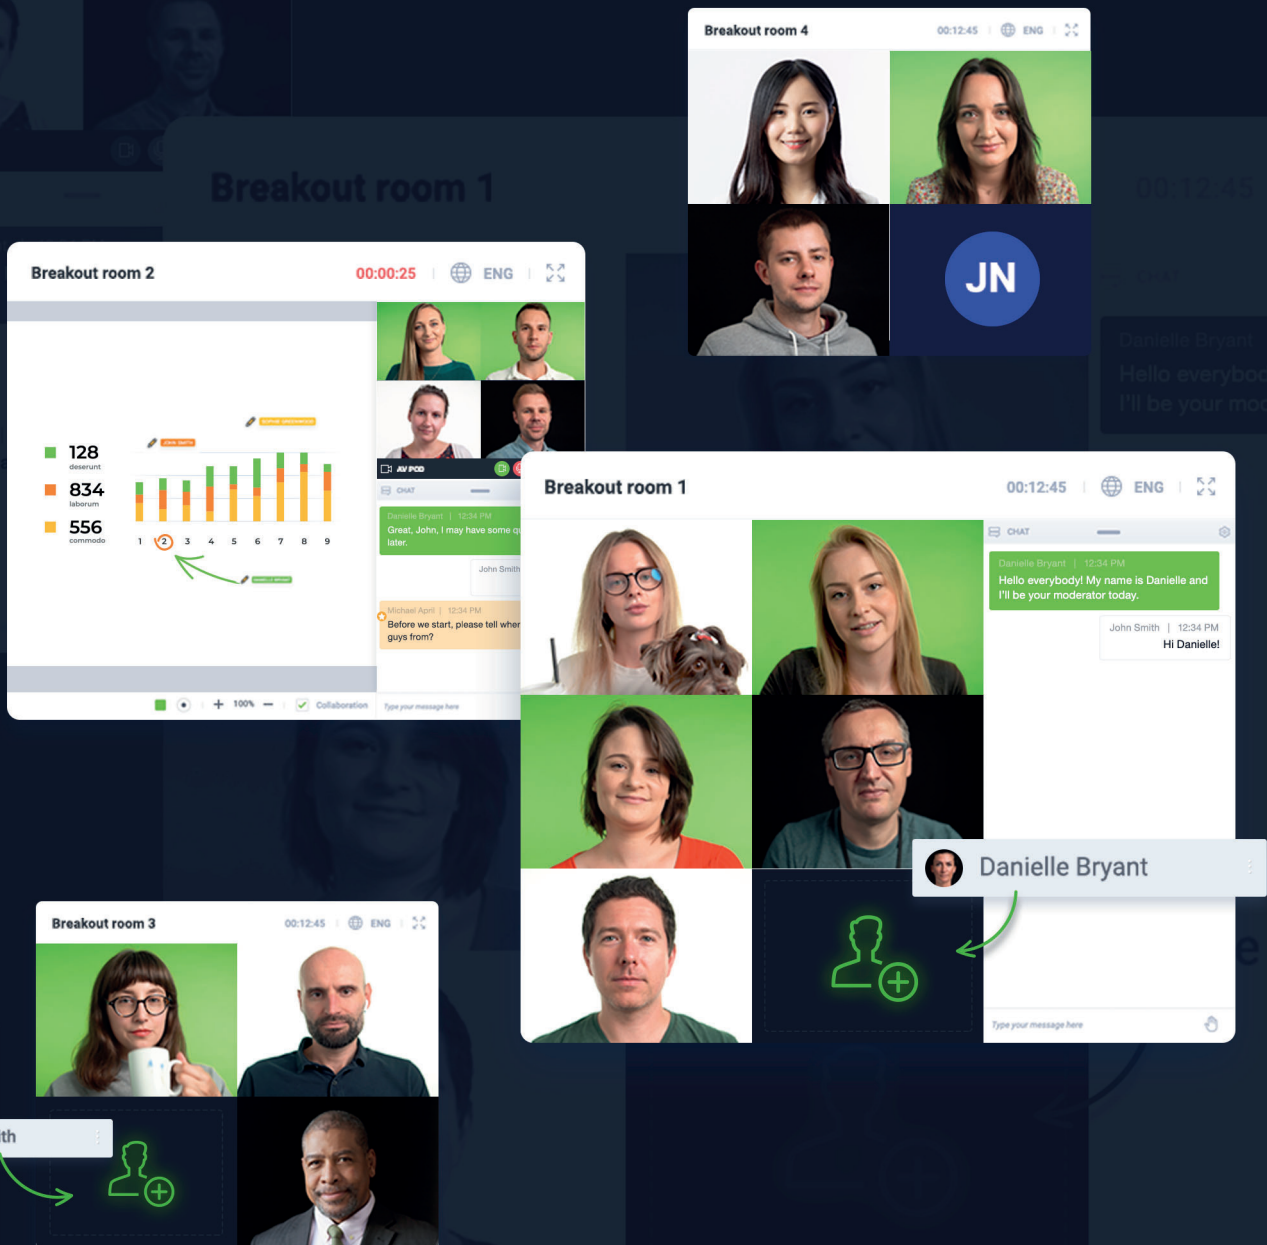 Breakout room 4
00:12:45
ENG
JN
Breakout room 1
00:12:45
CHAT
Danielle Bryant
Hello everybod
I'll be your mod
Breakout room 2
00:00:25
ENG
128
deserunt
834
laborum
556
commodo
JOHN SMITH
1 2 3 4 5 6 7 8 9
100%
Collaboration
AV POD
CHAT
Danielle Bryant | 12:34 PM
Great, John, I may have some qu
later.
John Smith
Michael April | 12:34 PM
Before we start, please tell wher
guys from?
Type your message here
Breakout room 1
00:12:45
ENG
CHAT
Danielle Bryant | 12:34 PM
Hello everybody! My name is Danielle and
I'll be your moderator today.
John Smith | 12:34 PM
Hi Danielle!
Danielle Bryant
Type your message here
Breakout room 3
00:12:45
ENG
ith